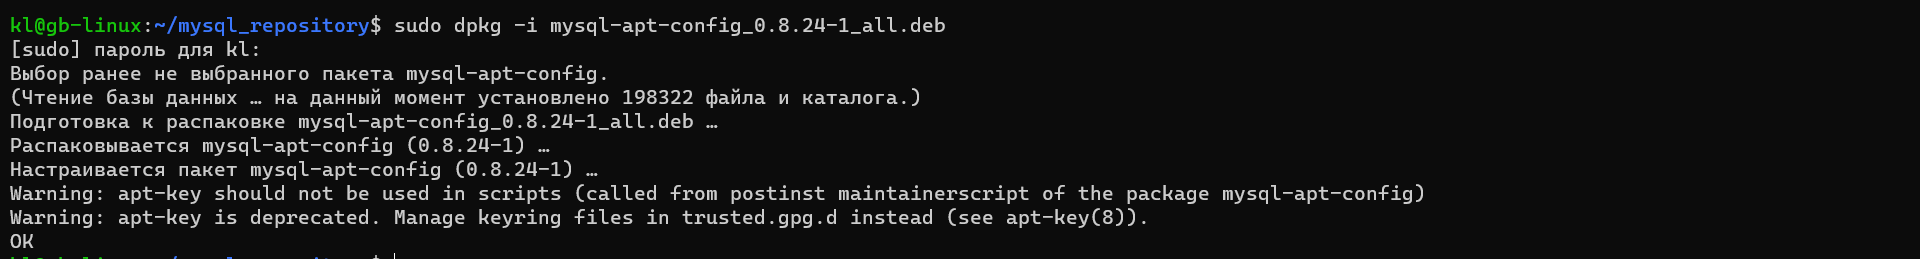 kl@gb-linux:~/mysql_repository$ sudo dpkg -i mysql-apt-config_0.8.24-1_all.deb
[sudo] пароль для kl:
Выбор ранее не выбранного пакета mysql-apt-config.
(Чтение базы данных … на данный момент установлено 198322 файла и каталога.)
Подготовка к распаковке mysql-apt-config_0.8.24-1_all.deb …
Распаковывается mysql-apt-config (0.8.24-1) …
Настраивается пакет mysql-apt-config (0.8.24-1) …
Warning: apt-key should not be used in scripts (called from postinst maintainerscript of the package mysql-apt-config)
Warning: apt-key is deprecated. Manage keyring files in trusted.gpg.d instead (see apt-key(8)).
OK